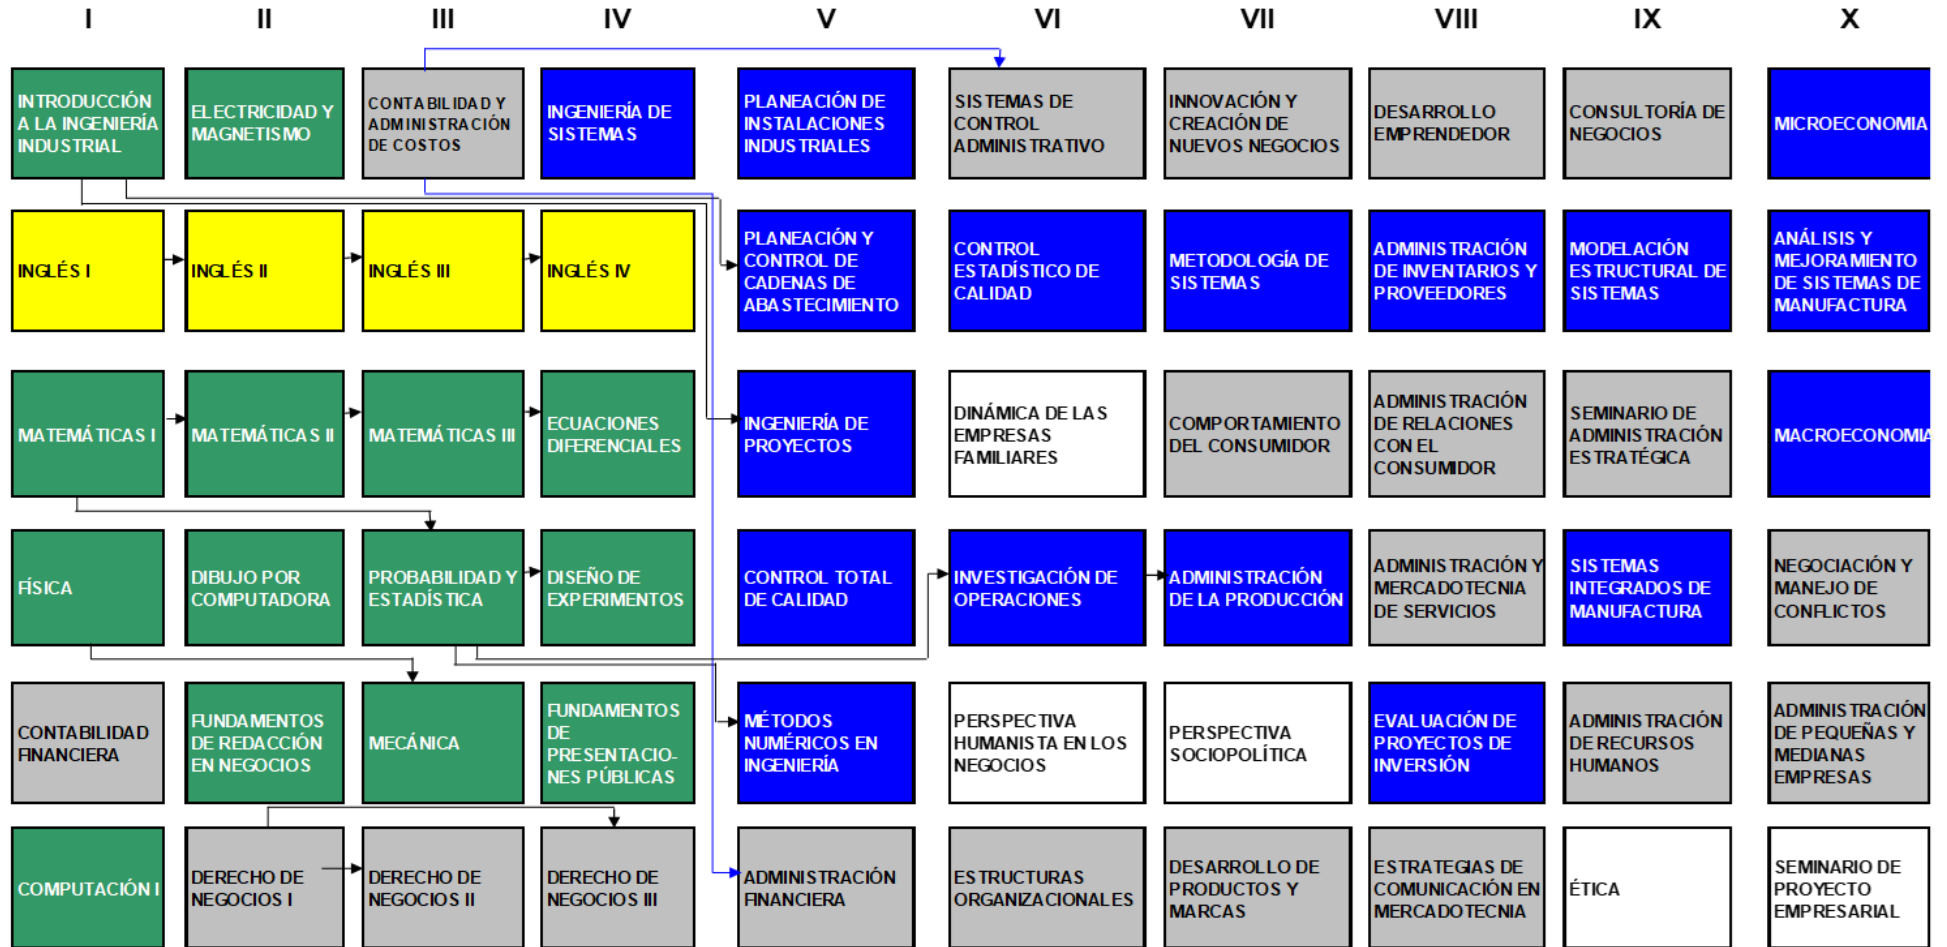 I II III IV V VI VII VIII IX X
INTRODUCCIÓN
A LA INGENIERÍA
INDUSTRIAL
ELECTRICIDAD Y
MAGNETISMO
CONTABILIDAD Y
ADMINISTRACIÓN
DE COSTOS
INGENIERÍA DE
SISTEMAS
PLANEACIÓN DE
INSTALACIONES
INDUSTRIALES
SISTEMAS DE
CONTROL
ADMINISTRATIVO
INNOVACIÓN Y
CREACIÓN DE
NUEVOS NEGOCIOS
DESARROLLO
EMPRENDEDOR
CONSULTORÍA DE
NEGOCIOS
MICROECONOMIA
INGLÉS I
INGLÉS II
INGLÉS III
INGLÉS IV
PLANEACIÓN Y
CONTROL DE
CADENAS DE
ABASTECIMIENTO
CONTROL
ESTADÍSTICO DE
CALIDAD
METODOLOGÍA DE
SISTEMAS
ADMINISTRACIÓN
DE INVENTARIOS Y
PROVEEDORES
MODELACIÓN
ESTRUCTURAL DE
SISTEMAS
ANÁLISIS Y
MEJORAMIENTO
DE SISTEMAS DE
MANUFACTURA
MATEMÁTICAS I
MATEMÁTICAS II
MATEMÁTICAS III
ECUACIONES
DIFERENCIALES
INGENIERÍA DE
PROYECTOS
DINÁMICA DE LAS
EMPRESAS
FAMILIARES
COMPORTAMIENTO
DEL CONSUMIDOR
ADMINISTRACIÓN
DE RELACIONES
CON EL
CONSUMIDOR
SEMINARIO DE
ADMINISTRACIÓN
ESTRATÉGICA
MACROECONOMIA
FÍSICA
DIBUJO POR
COMPUTADORA
PROBABILIDAD Y
ESTADÍSTICA
DISEÑO DE
EXPERIMENTOS
CONTROL TOTAL
DE CALIDAD
INVESTIGACIÓN DE
OPERACIONES
ADMINISTRACIÓN
DE LA PRODUCCIÓN
ADMINISTRACIÓN Y
MERCADOTECNIA
DE SERVICIOS
SISTEMAS
INTEGRADOS DE
MANUFACTURA
NEGOCIACIÓN Y
MANEJO DE
CONFLICTOS
CONTABILIDAD
FINANCIERA
FUNDAMENTOS
DE REDACCIÓN
EN NEGOCIOS
MECÁNICA
FUNDAMENTOS
DE
PRESENTACIO-
NES PÚBLICAS
MÉTODOS
NUMÉRICOS EN
INGENIERÍA
PERSPECTIVA
HUMANISTA EN LOS
NEGOCIOS
PERSPECTIVA
SOCIOPOLÍTICA
EVALUACIÓN DE
PROYECTOS DE
INVERSIÓN
ADMINISTRACIÓN
DE RECURSOS
HUMANOS
ADMINISTRACIÓN
DE PEQUEÑAS Y
MEDIANAS
EMPRESAS
COMPUTACIÓN I
DERECHO DE
NEGOCIOS I
DERECHO DE
NEGOCIOS II
DERECHO DE
NEGOCIOS III
ADMINISTRACIÓN
FINANCIERA
ESTRUCTURAS
ORGANIZACIONALES
DESARROLLO DE
PRODUCTOS Y
MARCAS
ESTRATEGIAS DE
COMUNICACIÓN EN
MERCADOTECNIA
ÉTICA
SEMINARIO DE
PROYECTO
EMPRESARIAL